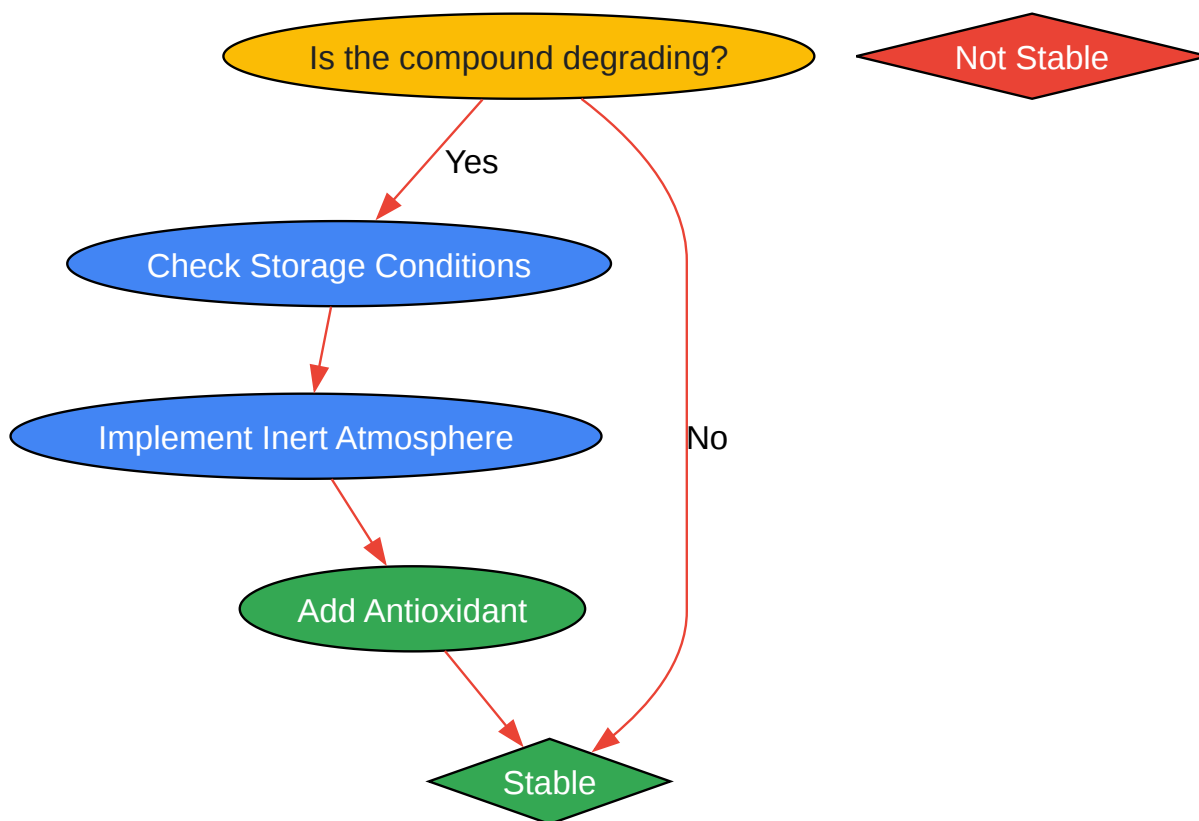 Is the compound degrading?
Not Stable
Yes
Check Storage Conditions
Implement Inert Atmosphere
No
Add Antioxidant
Stable